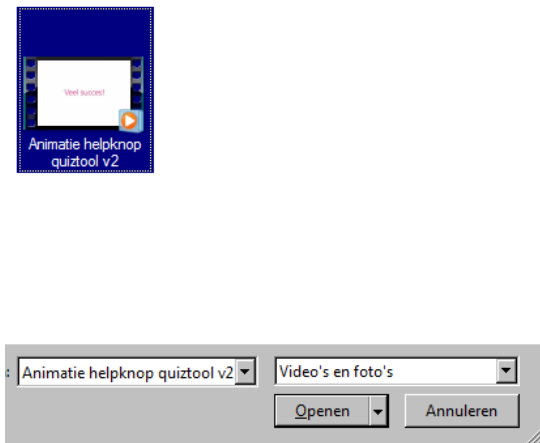 Veel succes!
Animatie helpknop
quiztool v2
: Animatie helpknop quiztool v2 Video's en foto's
Openen Annuleren